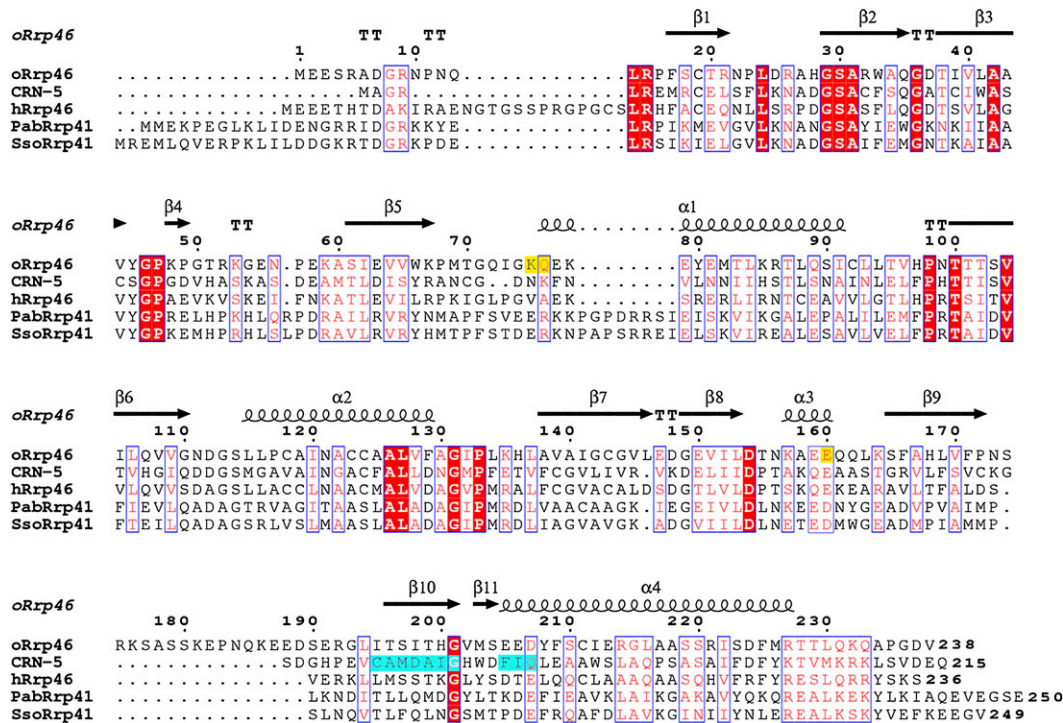 β1 β2 β3
oRrp46 TT TT TT
1 10 20 30 40
oRrp46 ..............MEESRADGRNPNQ.............LRPFSCTRNPLDRAHGSARWAQGDTIVLAA
CRN-5 ...................MAGR.................LREMRCELSFLKNADGSACFSQGATCIWAS
hRrp46 .............MEEETHTDAKIRAENGTGSSPRGPGCSLRHFACEQNLLSRPDGSASFLQGDTSVLAG
PabRrp41 ..MMEKPEGLKLIDENGRRIDGRKKYE.............LRPIKMEVGVLKNANGSAYIEWGKNKIIAA
SsoRrp41 MREMLQVERPKLILDDGKRTDGRKPDE.............LRSIKIELGVLKNADGSAIFEMGNTKAIAA
β4 β5 α1
oRrp46 TT TT
50 60 70 80 90 100
oRrp46 VYGPKPGTRKGEN.PEKASIEVVWKPMTGQIGKQEK........EYEMTLKRTLQSICLLTVHPNTTTSV
CRN-5 CSGPGDVHASKAS.DEAMTLDISYRANCG.DNKFN........NVLNNIIHSTLSNAINLELFPHTTISV
hRrp46 VYGPAEVKVSKEI.FNKATLEVILRPKIGLPGVAEK........SRERLIRNTCEAVVLGTLHPRTSITV
PabRrp41 VYGPRELHPKHLQRPDRAILRVRYNMAPFSVEERKKPGPDRRSIEISKVIKGALEPALILEMFPRTAIDV
SsoRrp41 VYGPKEMHPRHLSLPDRAVLRVRYHMTPFSTDERKNPAPSRREIELSKVIREALESAVLVELFPRTAIDV
β6 α2 β7 β8 α3 β9
oRrp46 TT
110 120 130 140 150 160 170
oRrp46 ILQVVGNDGSLLPCAINACCAALVFAGIPLKHLAVAIGCVLEDGEVILDTNKAEEQQLKSFAHLVFPNS
CRN-5 TVHGIQDDGSMGAVAINGACFALLDNGMPFETVFCGVLIVR.VKDELIIDPTAKQEAASTGRVLFSVCKG
hRrp46 VLQVVSDAGSLLACCLNAACMALVDAGVPMRALFCGVACALDSDGTLVLDPTSKQEKEARAVLTFALDS.
PabRrp41 FIEVLQADAGTRVAGITAASLALADAGIPMRDLVAACAAGK.IEGEIVLDLNKEEDNYGEADVPVAIMP.
SsoRrp41 FTEILQADAGSRLVSLMAASLALADAGIPMRDLIAGVAVGK.ADGVIILDLNETEDMWGEADMPIAMMP.
β10 β11 α4
oRrp46
180 190 200 210 220 230
oRrp46 RKSASSKEPNQKEEDSERGLITSITHGVMSEEDYFSCIERGLAASSRISDFMRTTLQKQAPGDV238
CRN-5 .............SDGHPEVCAMDAIGHWDFIQLEAAWSLAQPSASAIFDFYKTVMKRKLSVDEQ215
hRrp46 ...............VERKLLMSSTKGLYSDTELQQCLAAAQAASQHVFRFYRESLQRRYSKS236
PabRrp41 ...............LKNDITLLQMDGYLTKDEFIEAVKLAIKGAKAVYQKQREALKEKYLKIAQEVEGSE250
SsoRrp41 ...............SLNQVTLFQLNGSMTPDEFRQAFDLAVKGINIIYNLEREALKSKYVEFKEEGV249